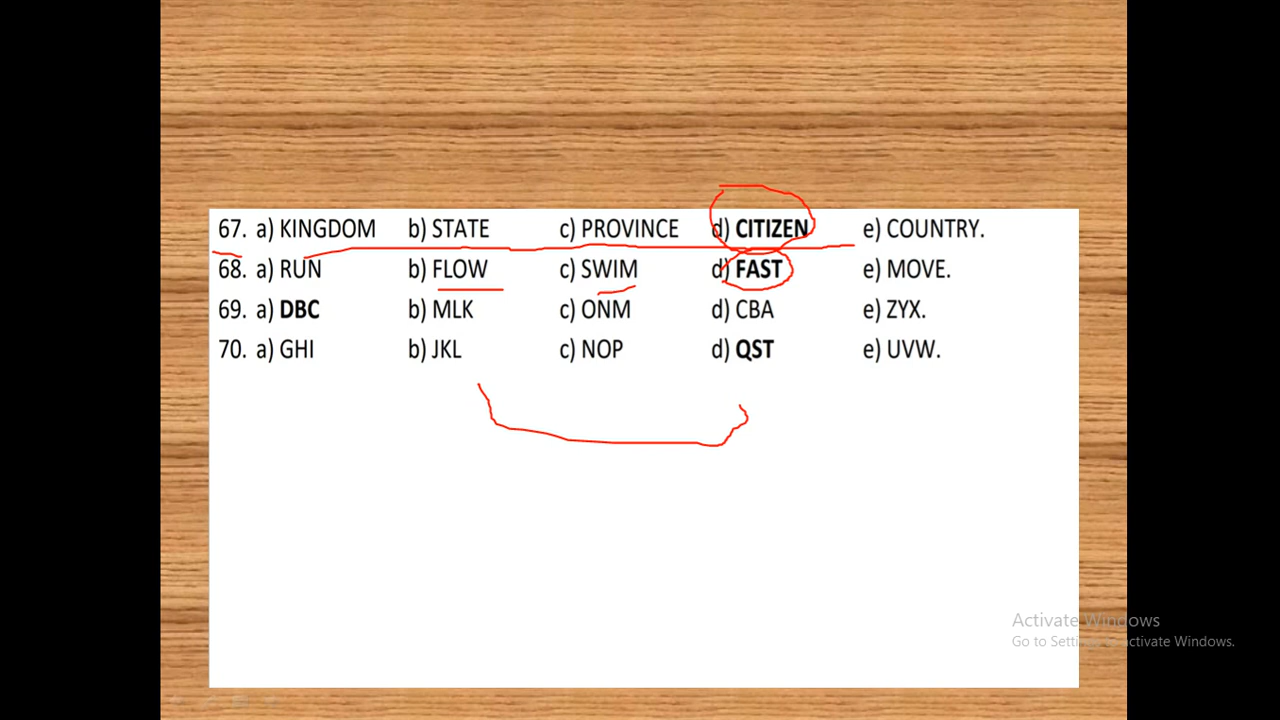 67. a) KINGDOM b) STATE c) PROVINCE d) CITIZEN e) COUNTRY.
68. a) RUN b) FLOW c) SWIM d) FAST e) MOVE.
69. a) DBC b) MLK c) ONM d) CBA e) ZYX.
70. a) GHI b) JKL c) NOP d) QST e) UVW.
Activate Windows
Go to Settings to activate Windows.